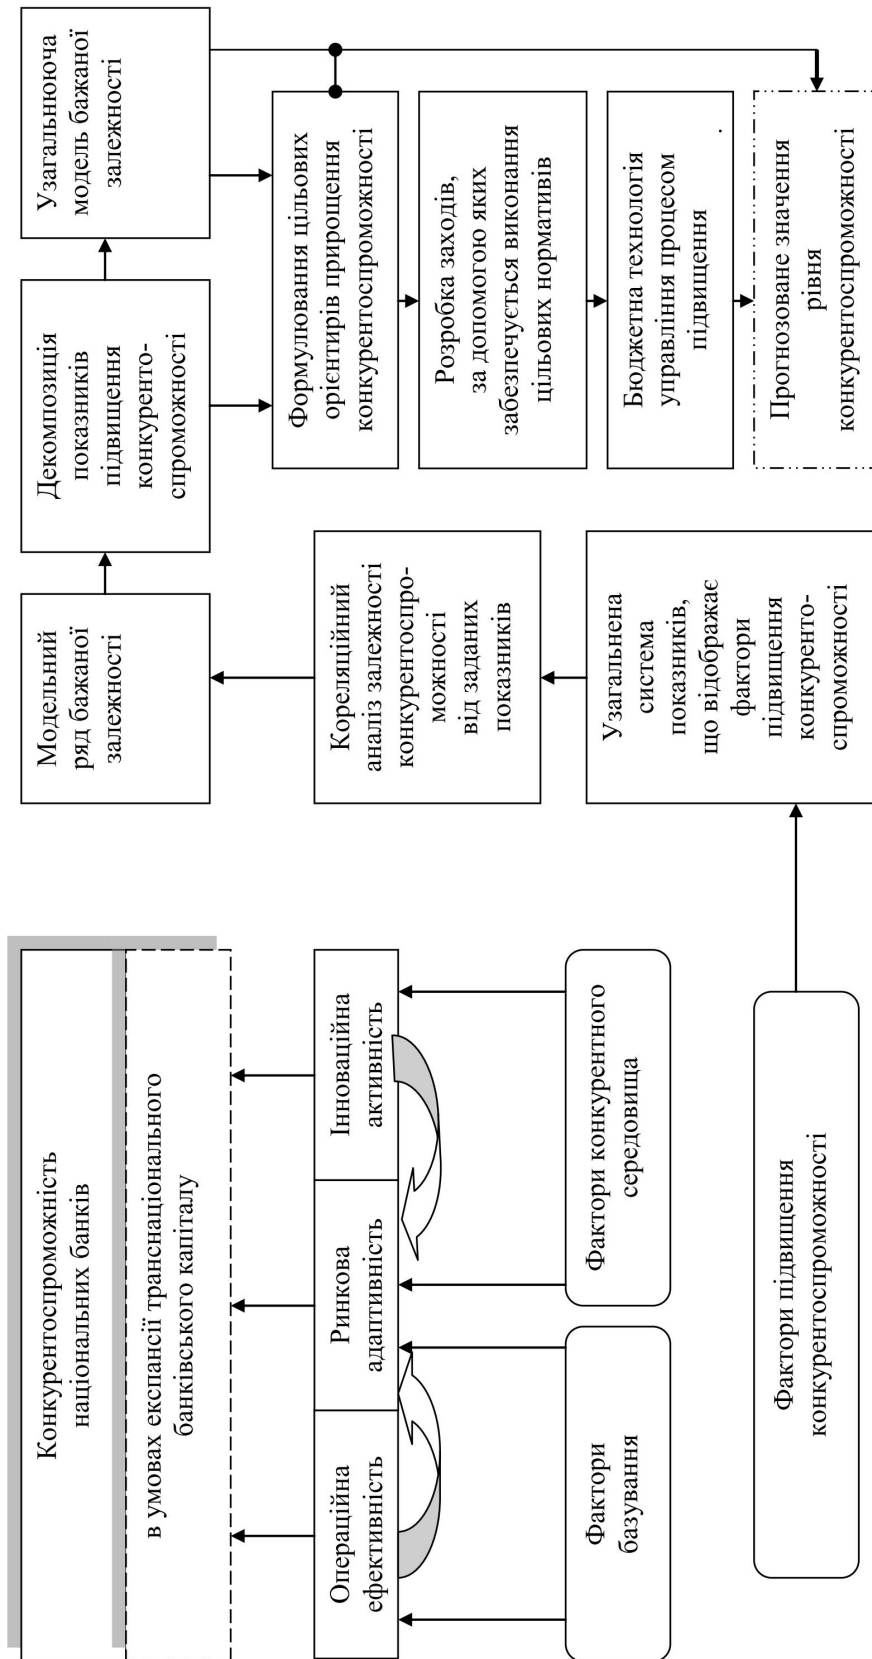 Конкурентоспроможність
національних банків
в умовах експансії транснаціонального
банківського капіталу
Операційна
ефективність
Ринкова
адаптивність
Інноваційна
активність
Фактори
базування
Фактори конкурентного
середовища
Фактори підвищення
конкурентоспроможності
Модельний
ряд бажаної
залежності
Декомпозиція
показників
підвищення
конкуренто-
спроможності
Узагальнююча
модель бажаної
залежності
Кореляційний
аналіз залежності
конкурентоспро-
можності
від заданих
показників
Узагальнена
система
показників,
що відображає
фактори
підвищення
конкуренто-
спроможності
Формулювання цільових
орієнтирів прирощення
конкурентоспроможності
Розробка заходів,
за допомогою яких
забезпечується виконання
цільових нормативів
Бюджетна технологія
управління процесом
підвищення
.
Прогнозоване значення
рівня
конкурентоспроможності